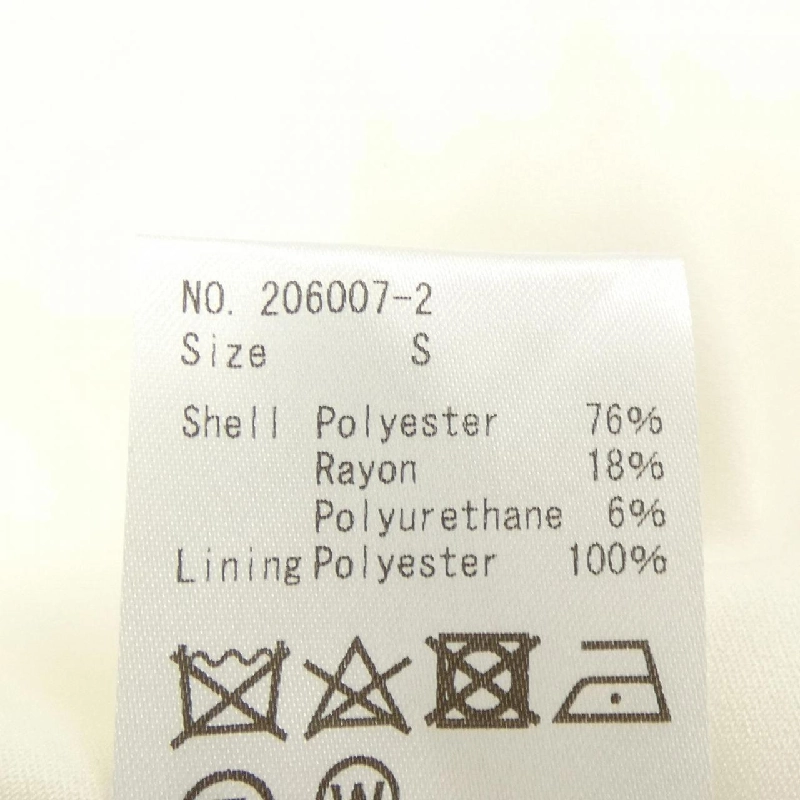 NO. 206007-2
Size S
Shell Polyester 76%
Rayon 18%
Polyurethane 6%
Lining Polyester 100%
W